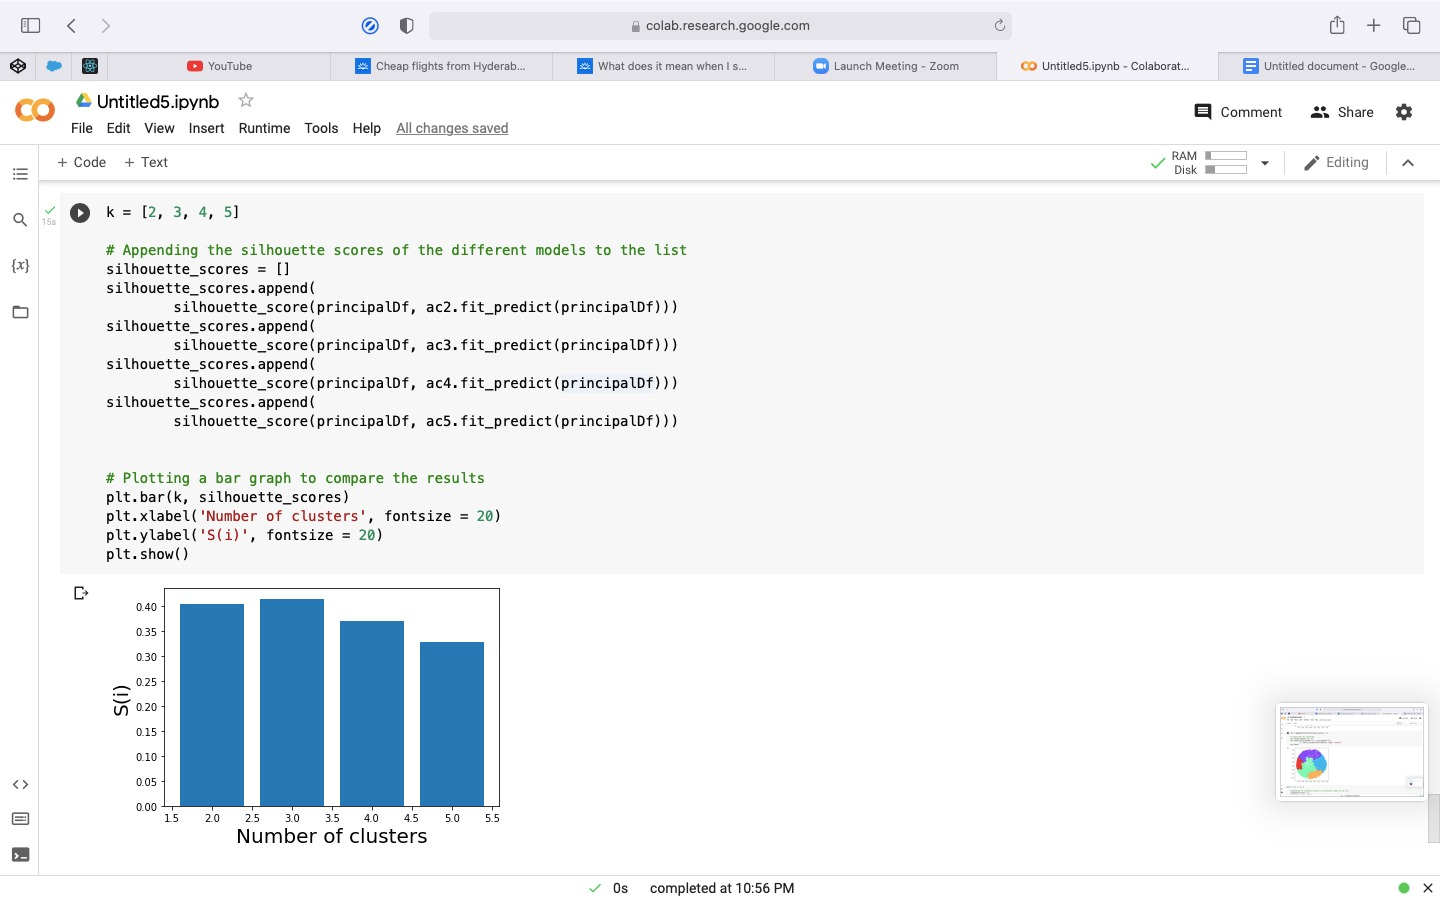 colab.research.google.com
YouTube
Cheap flights from Hyderab...
What does it mean when I s...
Launch Meeting - Zoom
Untitled5.ipynb - Colaborat...
Untitled document - Google...
Untitled5.ipynb
File Edit View Insert Runtime Tools Help All changes saved
Comment
Share
+ Code + Text
RAM
Disk
Editing
15s
{x}
k = [2, 3, 4, 5]
# Appending the silhouette scores of the different models to the list
silhouette_scores = []
silhouette_scores.append(
silhouette_score(principalDf, ac2.fit_predict(principalDf)))
silhouette_scores.append(
silhouette_score(principalDf, ac3.fit_predict(principalDf)))
silhouette_scores.append(
silhouette_score(principalDf, ac4.fit_predict(principalDf)))
silhouette_scores.append(
silhouette_score(principalDf, ac5.fit_predict(principalDf)))
# Plotting a bar graph to compare the results
plt.bar(k, silhouette_scores)
plt.xlabel('Number of clusters', fontsize = 20)
plt.ylabel('S(i)', fontsize = 20)
plt.show()
0.40
0.35
0.30
0.25
0.20
0.15
0.10
0.05
0.00
S(i)
1.5 2.0 2.5 3.0 3.5 4.0 4.5 5.0 5.5
Number of clusters
0s completed at 10:56 PM